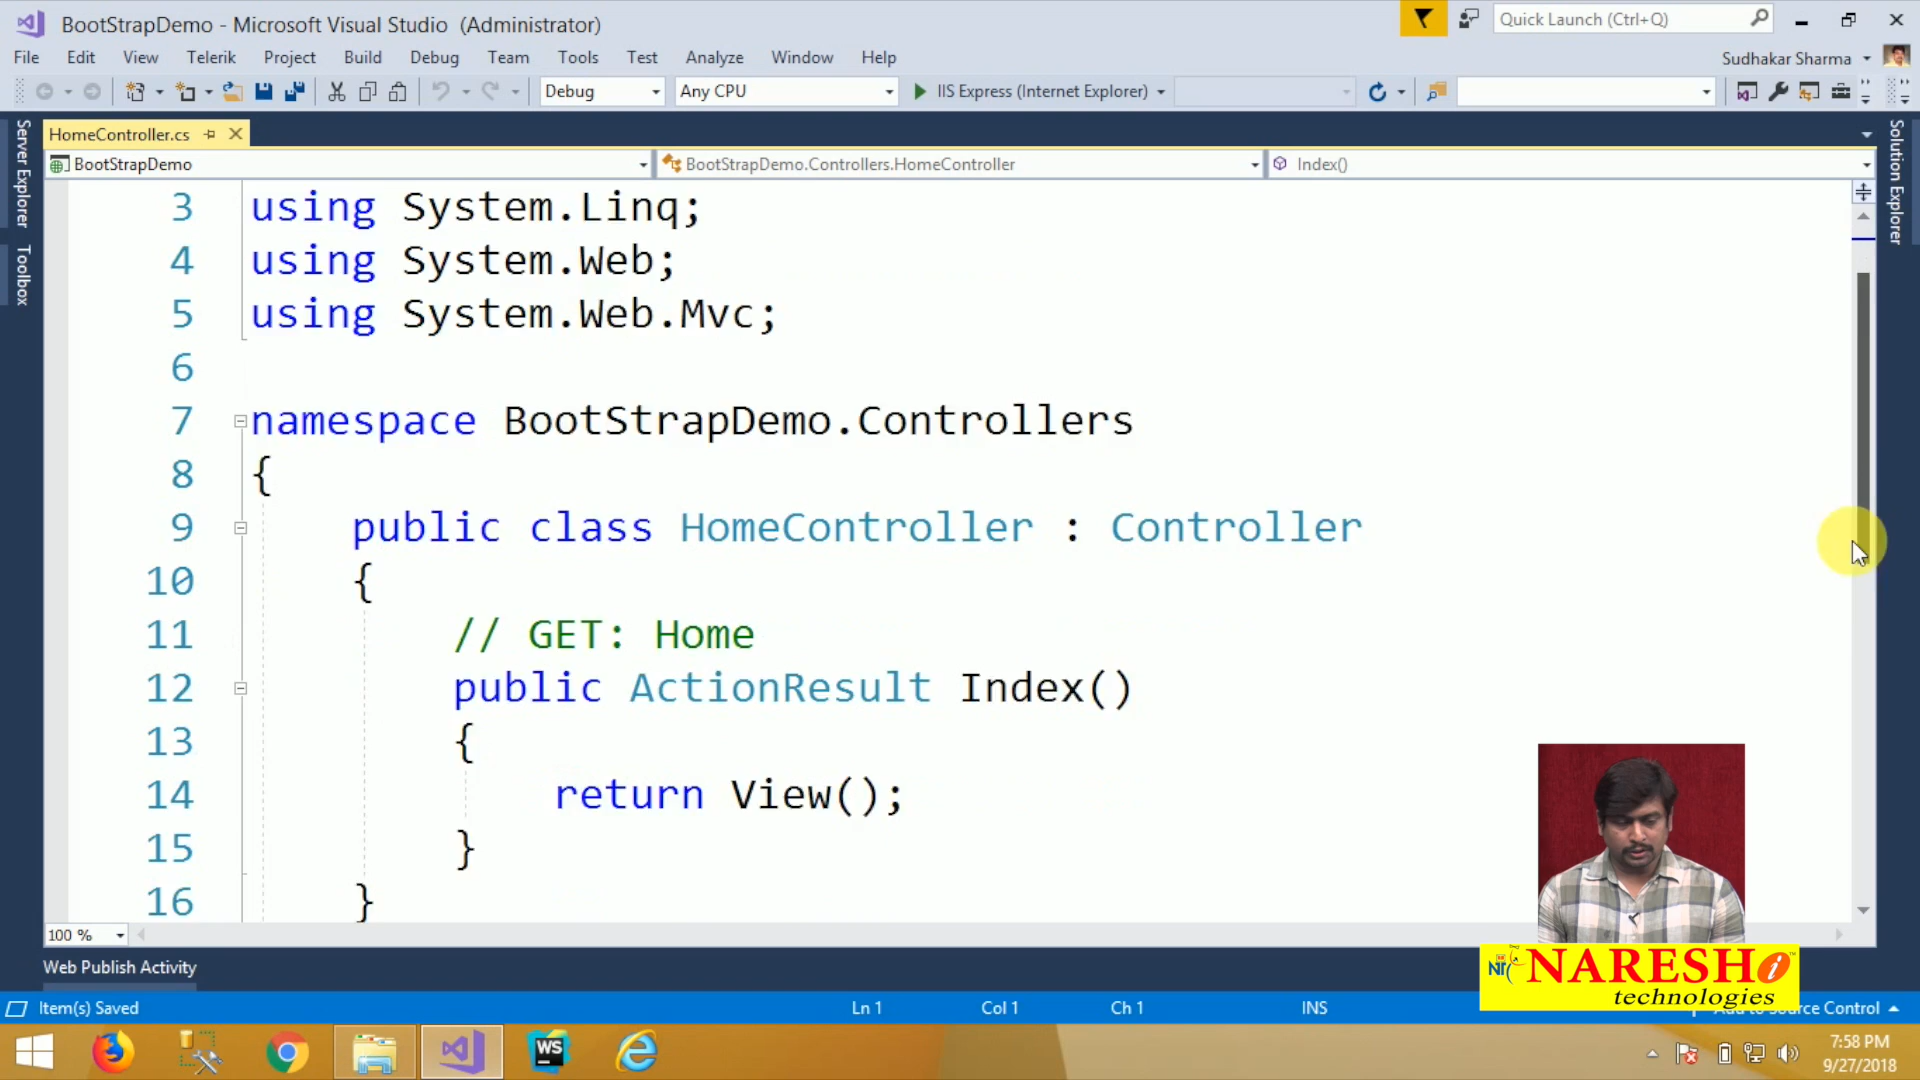 BootStrapDemo - Microsoft Visual Studio (Administrator)
Quick Launch (Ctrl+Q)
File Edit View Telerik Project Build Debug Team Tools Test Analyze Window Help
Sudhakar Sharma
Debug Any CPU IIS Express (Internet Explorer)
Server Explorer
Toolbox
Solution Explorer
HomeController.cs
BootStrapDemo BootStrapDemo.Controllers.HomeController Index()
3 using System.Linq;
4 using System.Web;
5 using System.Web.Mvc;
6
7 namespace BootStrapDemo.Controllers
8 {
9 public class HomeController : Controller
10 {
11 // GET: Home
12 public ActionResult Index()
13 {
14 return View();
15 }
16 }
100 %
Web Publish Activity
NARESH i
technologies
Item(s) Saved Ln 1 Col 1 Ch 1 INS Source Control
WS
7:58 PM
9/27/2018